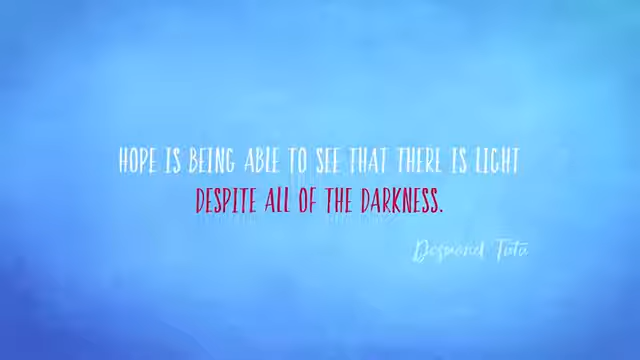 HOPE IS BEING ABLE TO SEE THAT THERE IS LIGHT
DESPITE ALL OF THE DARKNESS.
Desmond Tutu